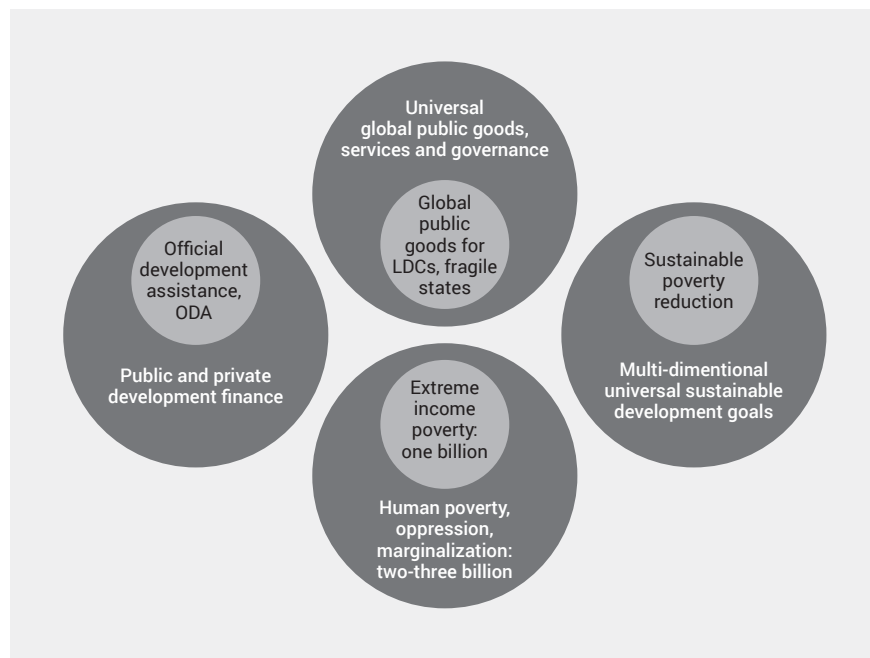 Universal
global public goods,
services and governance
Global
public
goods for
LDCs, fragile
states
Official
development
assistance,
ODA
Public and private
development finance
Sustainable
poverty
reduction
Multi-dimentional
universal sustainable
development goals
Extreme
income
poverty:
one billion
Human poverty,
oppression,
marginalization:
two-three billion